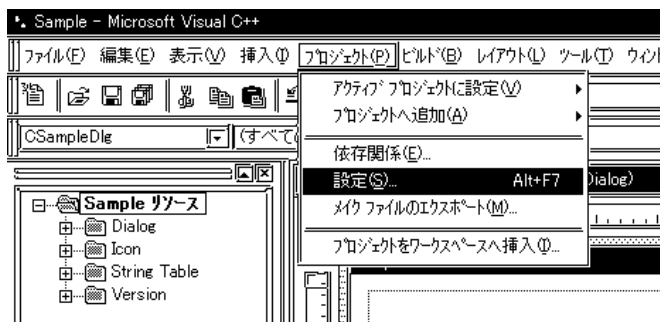 Sample - Microsoft Visual C++
ﾌｧｲﾙ(F) 編集(E) 表示(V) 挿入(I) ﾌﾟﾛｼﾞｪｸﾄ(P) ﾋﾞﾙﾄﾞ(B) ﾚｲｱｳﾄ(L) ﾂｰﾙ(T)
ｱｸﾃｨﾌﾞ ﾌﾟﾛｼﾞｪｸﾄに設定(V)
ﾌﾟﾛｼﾞｪｸﾄへ追加(A)
CSampleDlg (すべて
依存関係(E)...
設定(S)... Alt+F7
Dialog)
Sample ﾘｿｰｽ
ﾒｲｸ ﾌｧｲﾙのｴｸｽﾎﾟｰﾄ(M)...
Dialog
Icon
ﾌﾟﾛｼﾞｪｸﾄをﾜｰｸｽﾍﾟｰｽへ挿入(I)...
String Table
Version